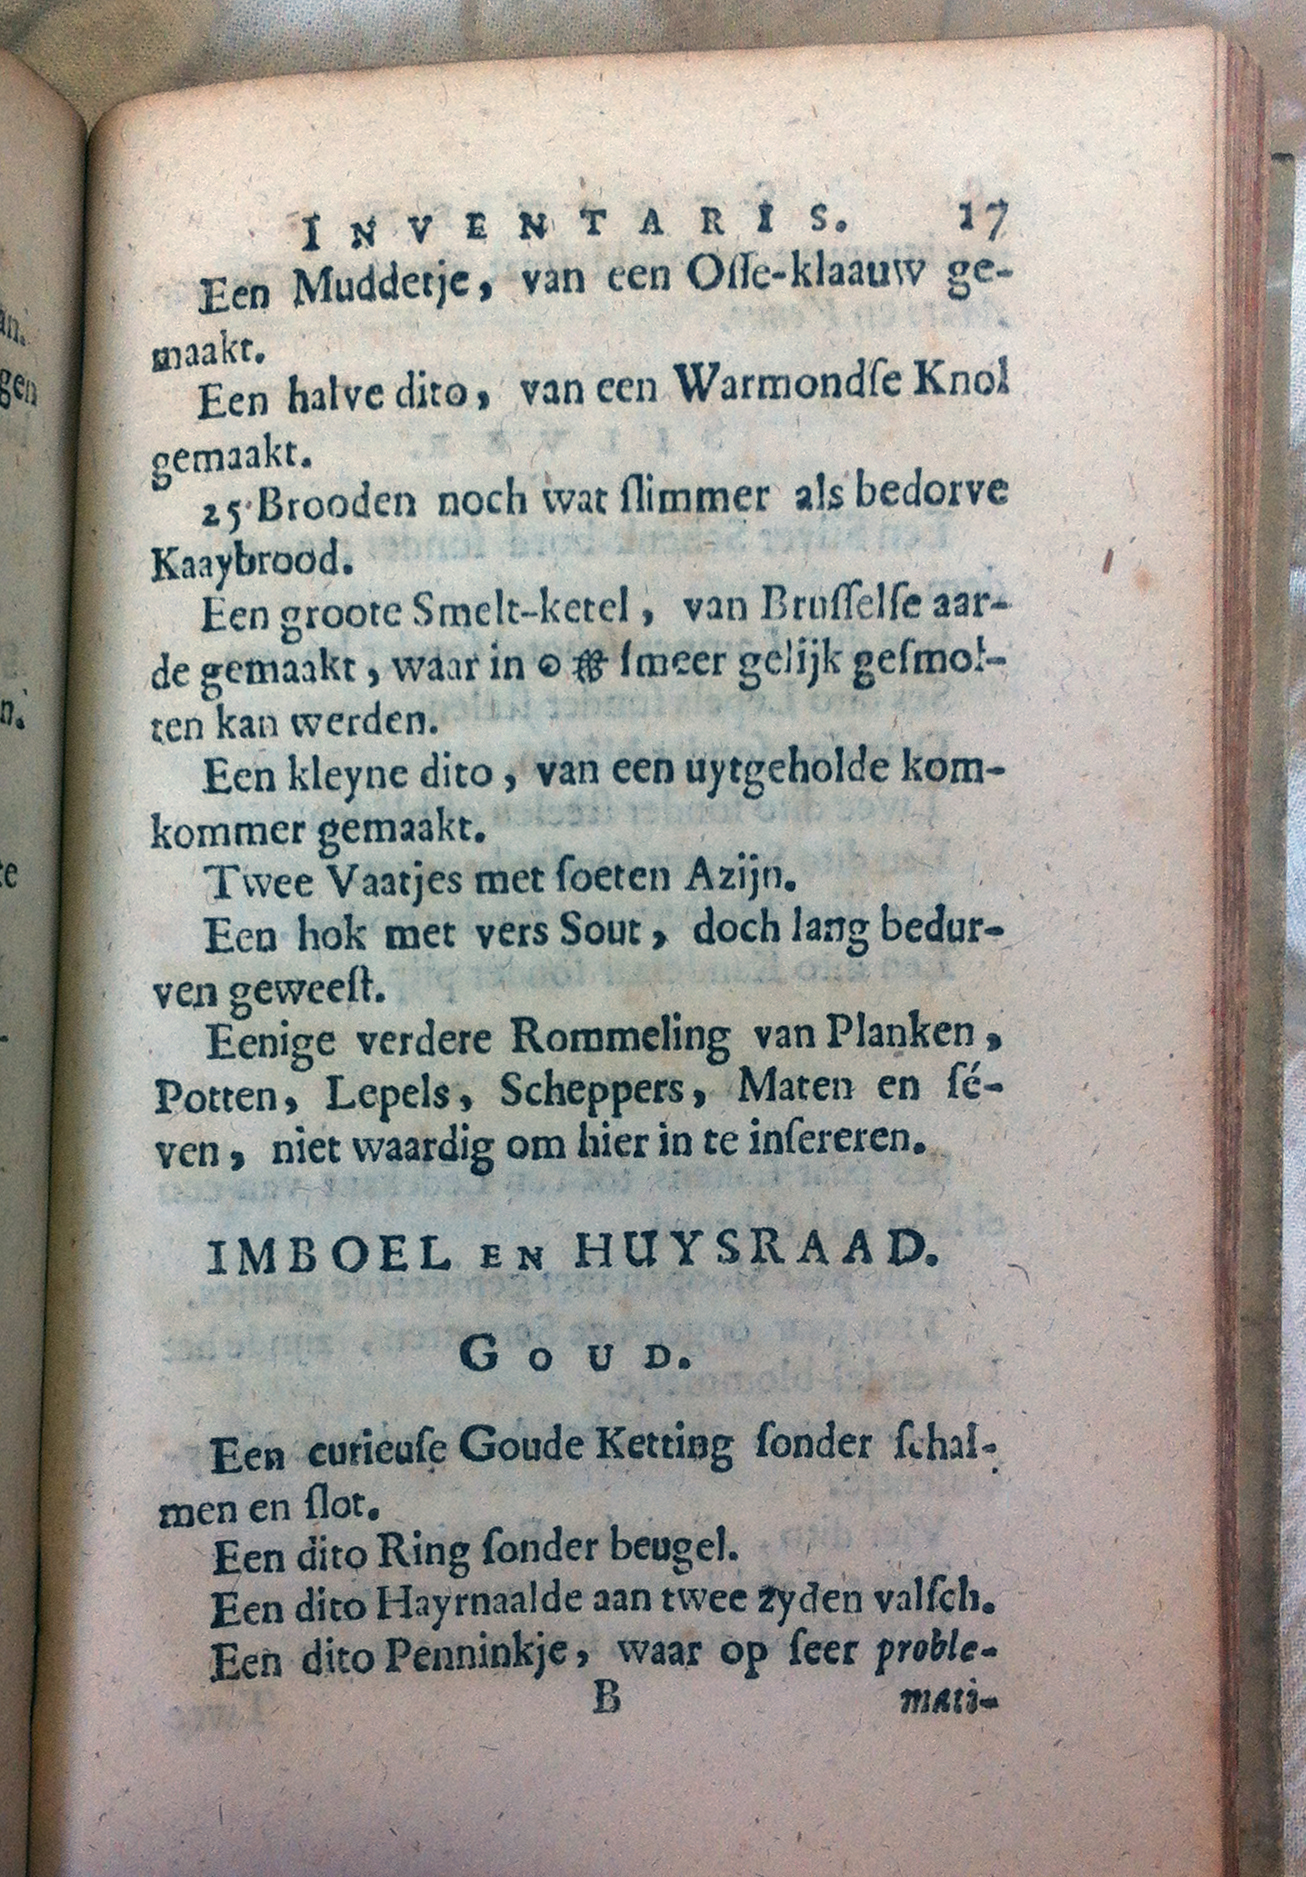 INVENTARIS. 17
Een Muddetje, van een Oſſe-klaauw ge-
maakt.
Een halve dito, van een Warmondſe Knol
gemaakt.
25 Brooden noch wat ſlimmer als bedorve
Kaaybrood.
Een groote Smelt-ketel, van Bruſſelſe aar-
de gemaakt, waar in ſmeer gelijk geſmol-
ten kan werden.
Een kleyne dito, van een uytgeholde kom-
kommer gemaakt.
Twee Vaatjes met ſoeten Azijn.
Een hok met vers Sout, doch lang bedur-
ven geweeſt.
Eenige verdere Rommeling van Planken,
Potten, Lepels, Scheppers, Maten en ſé-
ven, niet waardig om hier in te inſereren.
IMBOEL EN HUYSRAAD.
GOUD.
Een curieuſe Goude Ketting ſonder ſchal-
men en ſlot.
Een dito Ring ſonder beugel.
Een dito Hayrnaalde aan twee zyden valſch.
Een dito Penninkje, waar op ſeer proble-
B mati-